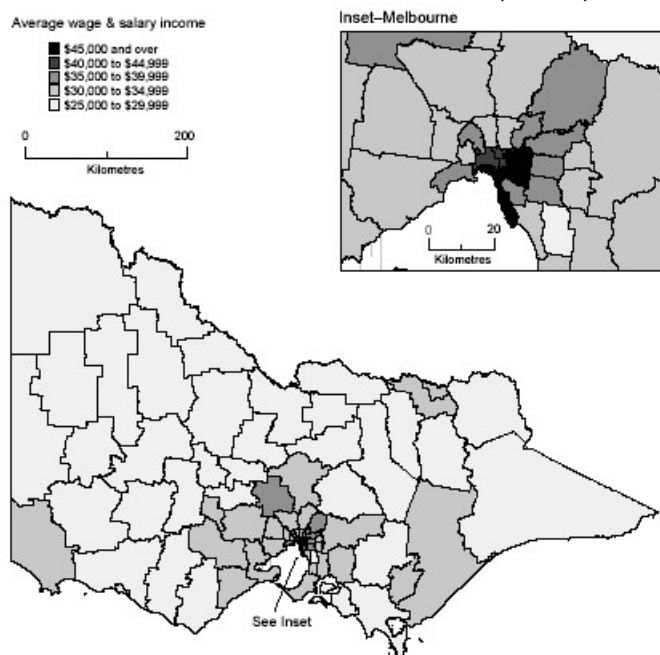 Average wage & salary income
$45,000 and over
$40,000 to $44,999
$35,000 to $39,999
$30,000 to $34,999
$25,000 to $29,999
0 200
Kilometres
Inset–Melbourne
0 20
Kilometres
See Inset